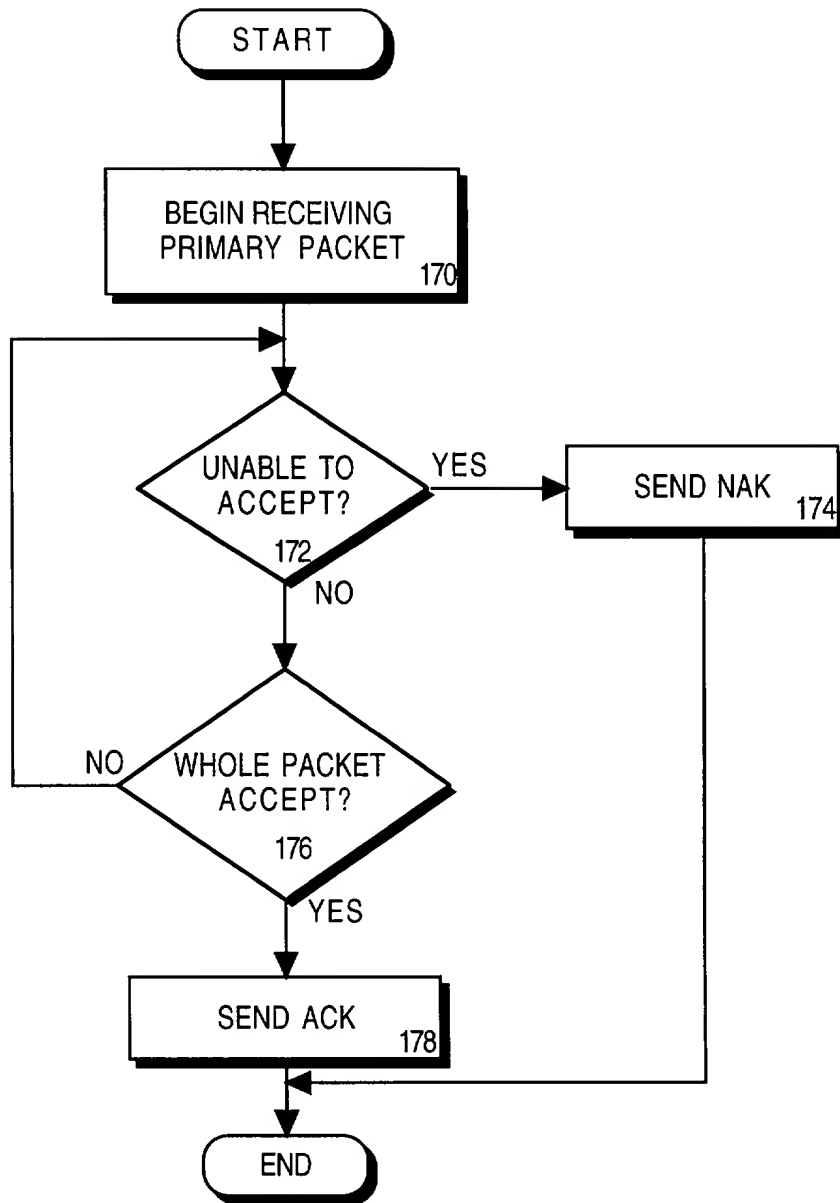 START
BEGIN RECEIVING
PRIMARY PACKET
170
UNABLE TO
ACCEPT?
172
YES
NO
SEND NAK
174
WHOLE PACKET
ACCEPT?
176
NO
YES
SEND ACK
178
END